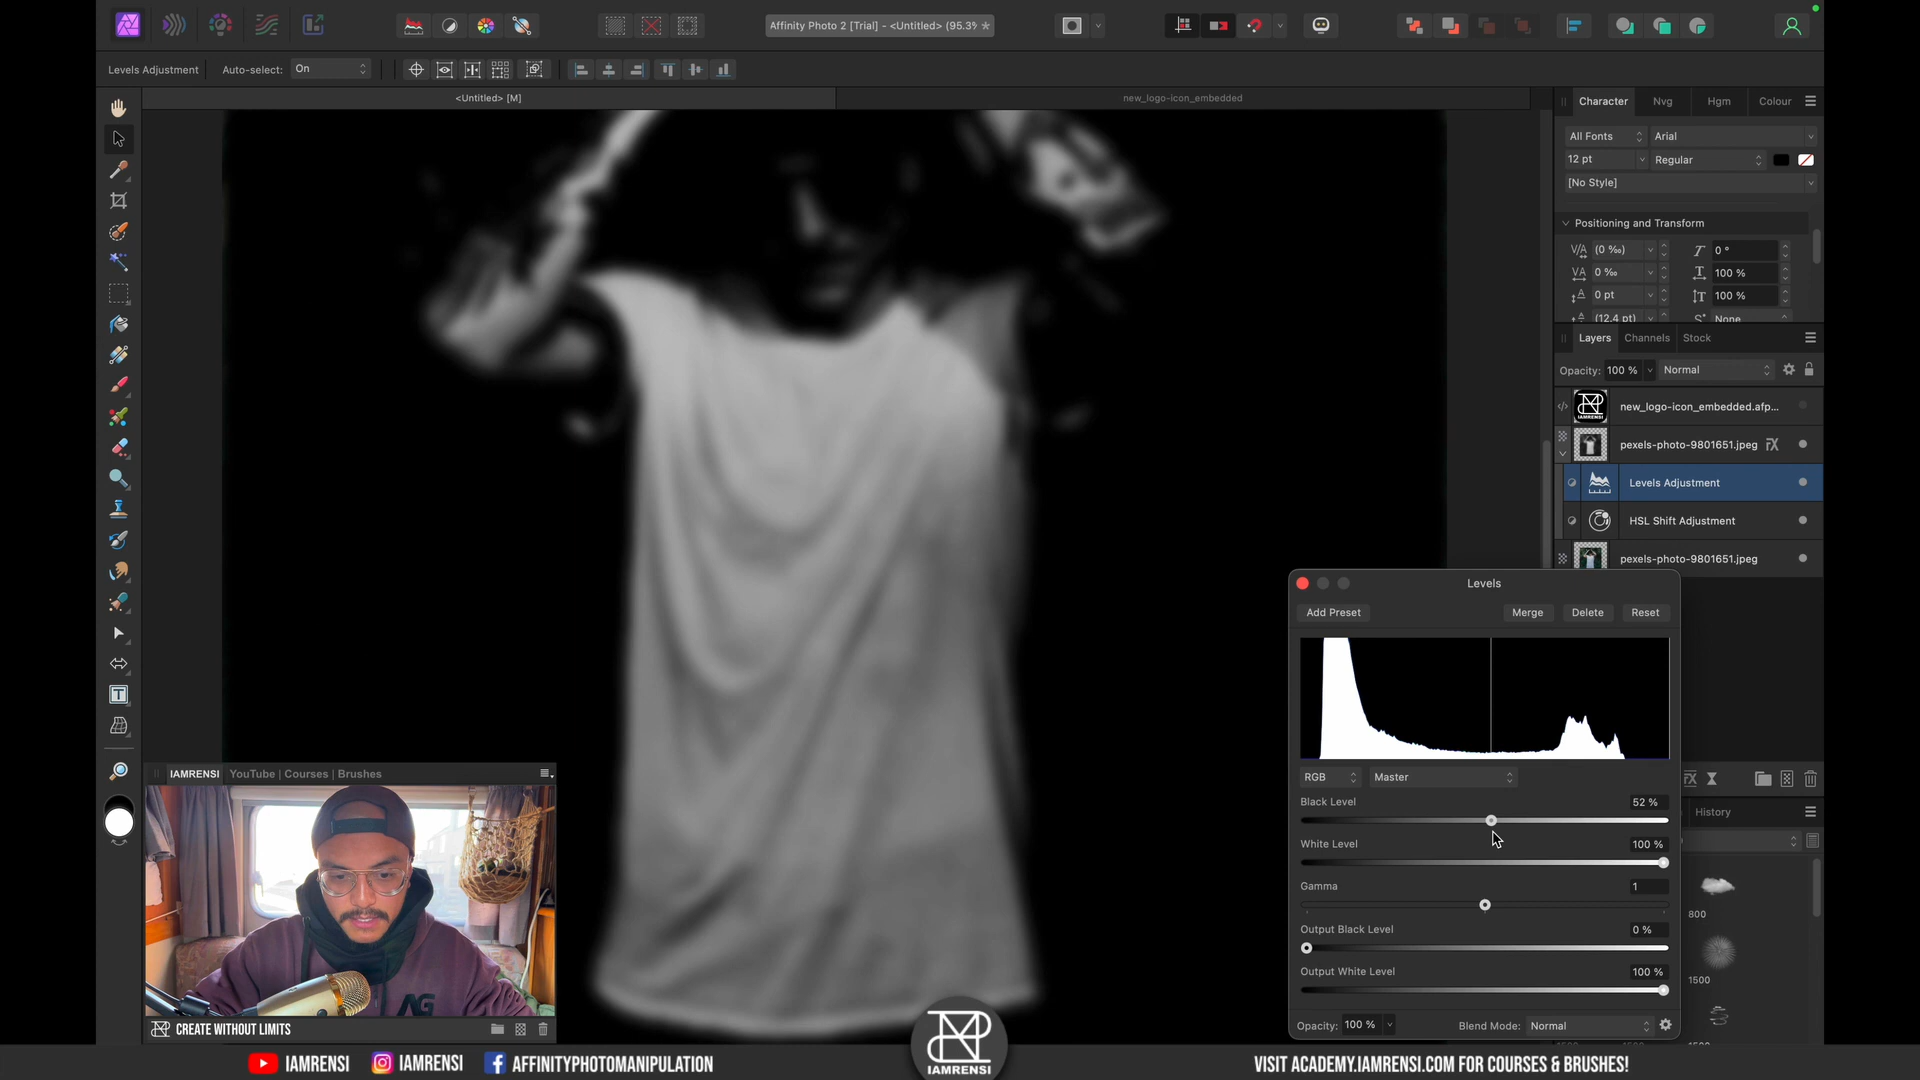 Affinity Photo 2 [Trial] - <Untitled> (95.3% *
Levels Adjustment
Auto-select:
On
<Untitled> [M]
new_logo-icon_embedded
Character
Nvg
Hgm
Colour
All Fonts
Arial
12 pt
Regular
[No Style]
Positioning and Transform
(0 ‰)
0 °
0 ‰
100 %
0 pt
100 %
(12.4 pt)
None
Layers
Channels
Stock
Opacity:
100 %
Normal
new_logo-icon_embedded.afp...
pexels-photo-9801651.jpeg
Levels Adjustment
HSL Shift Adjustment
pexels-photo-9801651.jpeg
Levels
Add Preset
Merge
Delete
Reset
RGB
Master
Black Level
52 %
White Level
100 %
Gamma
1
Output Black Level
0 %
Output White Level
100 %
Opacity:
100 %
Blend Mode:
Normal
History
800
1500
IAMRENSI
YouTube | Courses | Brushes
CREATE WITHOUT LIMITS
IAMRENSI
IAMRENSI
AFFINITYPHOTOMANIPULATION
IAMRENSI
VISIT ACADEMY.IAMRENSI.COM FOR COURSES & BRUSHES!